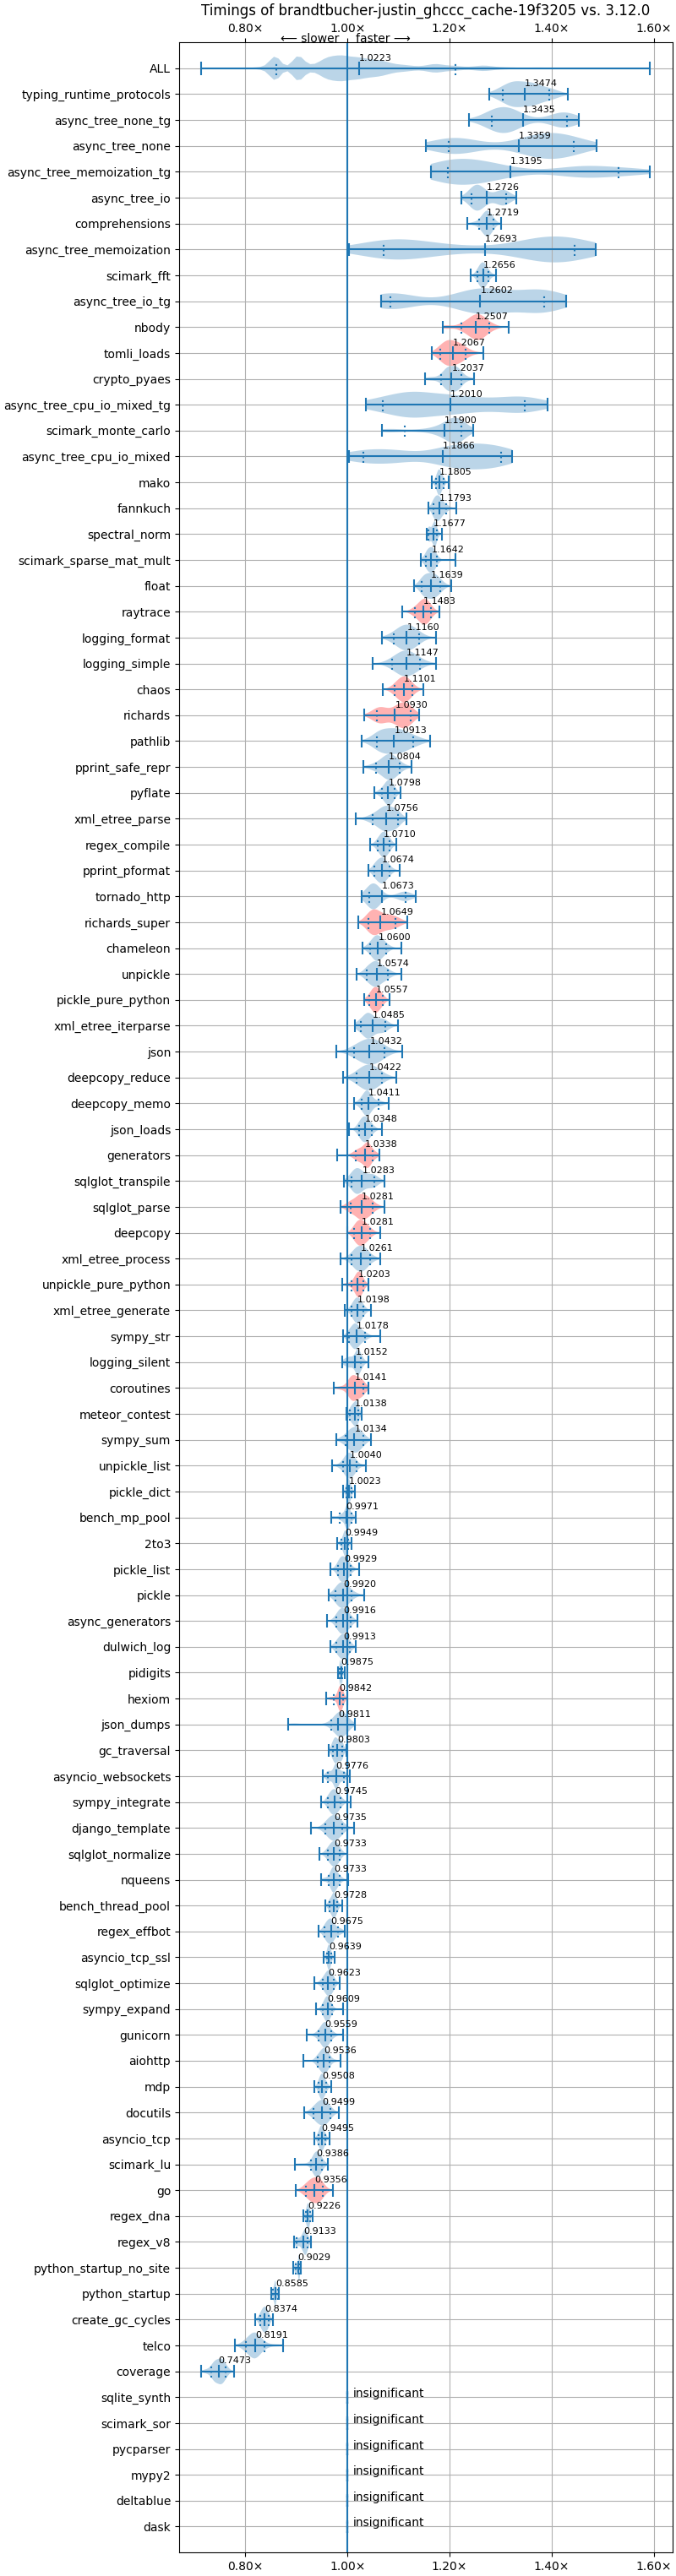 Timings of brandtbucher-justin_ghccc_cache-19f3205 vs. 3.12.0
0.80× 1.00× 1.20× 1.40× 1.60×
⟵ slower faster ⟶
ALL 1.0223
typing_runtime_protocols 1.3474
async_tree_none_tg 1.3435
async_tree_none 1.3359
async_tree_memoization_tg 1.3195
async_tree_io 1.2726
comprehensions 1.2719
async_tree_memoization 1.2693
scimark_fft 1.2656
async_tree_io_tg 1.2602
nbody 1.2507
tomli_loads 1.2067
crypto_pyaes 1.2037
async_tree_cpu_io_mixed_tg 1.2010
scimark_monte_carlo 1.1900
async_tree_cpu_io_mixed 1.1866
mako 1.1805
fannkuch 1.1793
spectral_norm 1.1677
scimark_sparse_mat_mult 1.1642
float 1.1639
raytrace 1.1483
logging_format 1.1160
logging_simple 1.1147
chaos 1.1101
richards 1.0930
pathlib 1.0913
pprint_safe_repr 1.0804
pyflate 1.0798
xml_etree_parse 1.0756
regex_compile 1.0710
pprint_pformat 1.0674
tornado_http 1.0673
richards_super 1.0649
chameleon 1.0600
unpickle 1.0574
pickle_pure_python 1.0557
xml_etree_iterparse 1.0485
json 1.0432
deepcopy_reduce 1.0422
deepcopy_memo 1.0411
json_loads 1.0348
generators 1.0338
sqlglot_transpile 1.0283
sqlglot_parse 1.0281
deepcopy 1.0281
xml_etree_process 1.0261
unpickle_pure_python 1.0203
xml_etree_generate 1.0198
sympy_str 1.0178
logging_silent 1.0152
coroutines 1.0141
meteor_contest 1.0138
sympy_sum 1.0134
unpickle_list 1.0040
pickle_dict 1.0023
bench_mp_pool 0.9971
2to3 0.9949
pickle_list 0.9929
pickle 0.9920
async_generators 0.9916
dulwich_log 0.9913
pidigits 0.9875
hexiom 0.9842
json_dumps 0.9811
gc_traversal 0.9803
asyncio_websockets 0.9776
sympy_integrate 0.9745
django_template 0.9735
sqlglot_normalize 0.9733
nqueens 0.9733
bench_thread_pool 0.9728
regex_effbot 0.9675
asyncio_tcp_ssl 0.9639
sqlglot_optimize 0.9623
sympy_expand 0.9609
gunicorn 0.9559
aiohttp 0.9536
mdp 0.9508
docutils 0.9499
asyncio_tcp 0.9495
scimark_lu 0.9386
go 0.9356
regex_dna 0.9226
regex_v8 0.9133
python_startup_no_site 0.9029
python_startup 0.8585
create_gc_cycles 0.8374
telco 0.8191
coverage 0.7473
sqlite_synth insignificant
scimark_sor insignificant
pycparser insignificant
mypy2 insignificant
deltablue insignificant
dask insignificant
0.80× 1.00× 1.20× 1.40× 1.60×